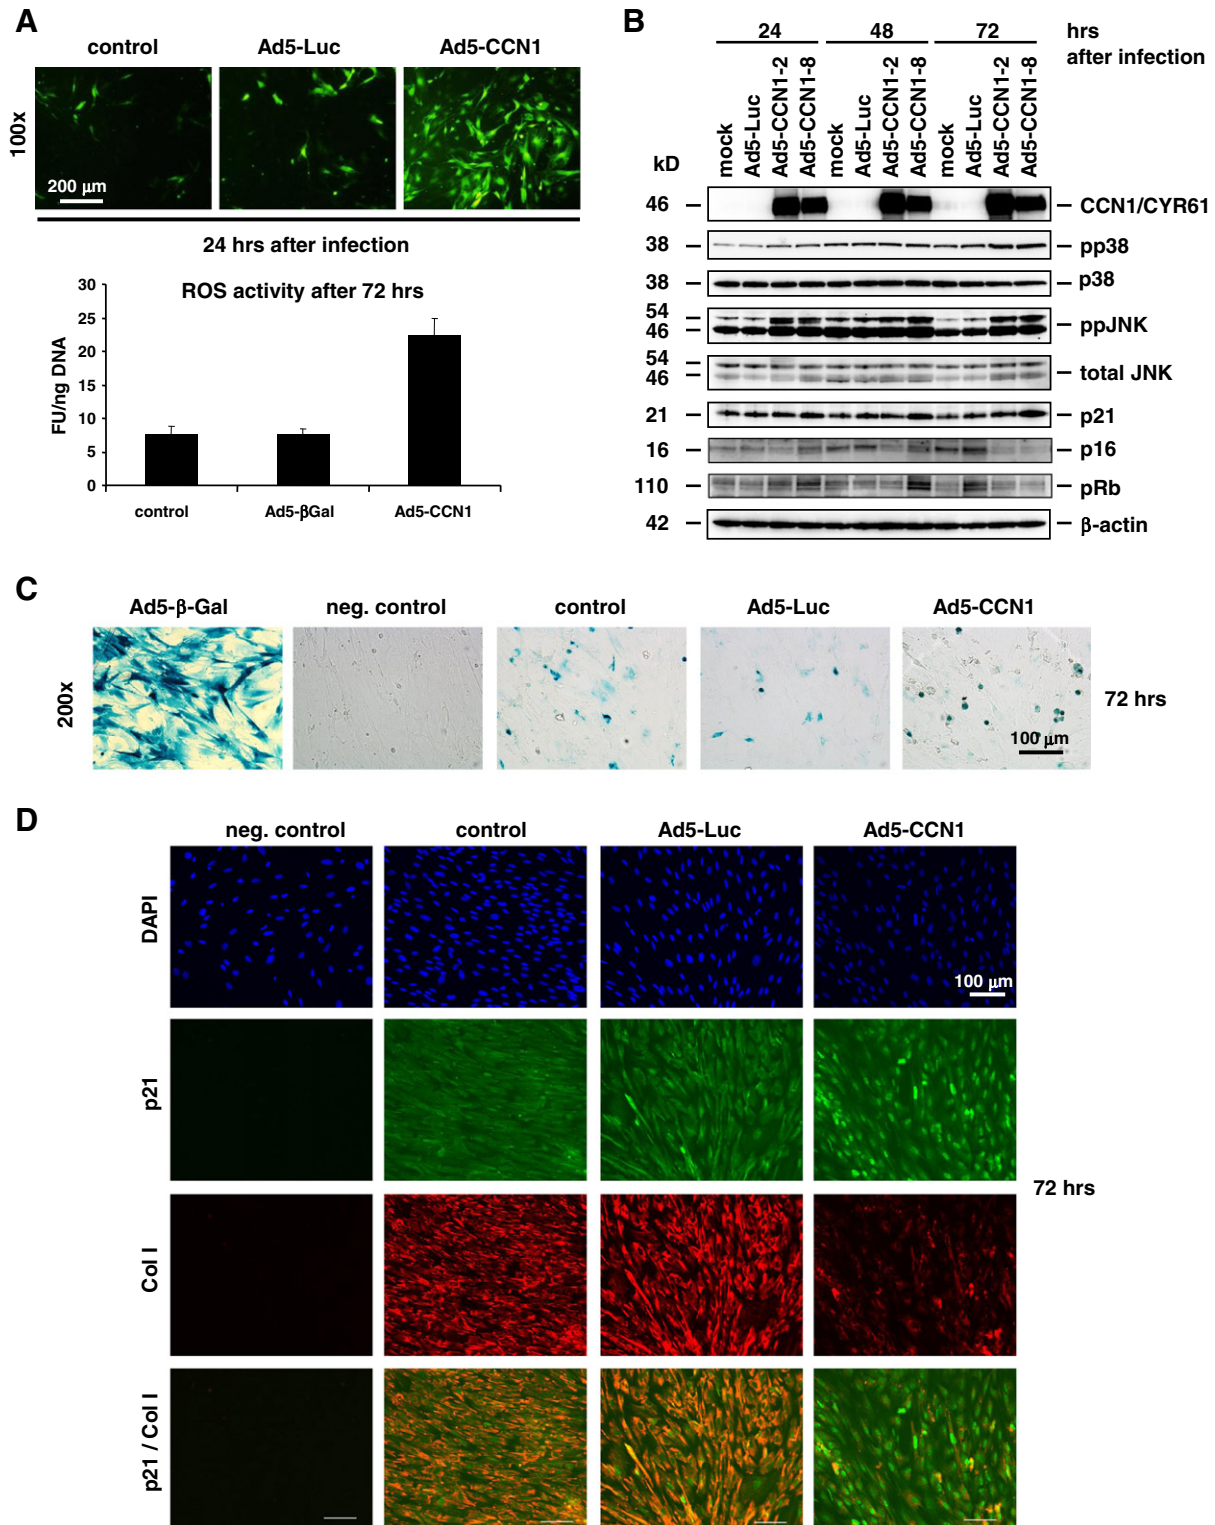 A
control Ad5-Luc Ad5-CCN1
100x
200 μm
24 hrs after infection
ROS activity after 72 hrs
FU/ng DNA
30
25
20
15
10
5
0
control Ad5-βGal Ad5-CCN1
B
24 48 72 hrs
after infection
mock Ad5-Luc Ad5-CCN1-2 Ad5-CCN1-8 mock Ad5-Luc Ad5-CCN1-2 Ad5-CCN1-8 mock Ad5-Luc Ad5-CCN1-2 Ad5-CCN1-8
kD
46 CCN1/CYR61
38 pp38
38 p38
54
46 ppJNK
54
46 total JNK
21 p21
16 p16
110 pRb
42 β-actin
C
Ad5-β-Gal neg. control control Ad5-Luc Ad5-CCN1
200x
72 hrs
100 μm
D
neg. control control Ad5-Luc Ad5-CCN1
DAPI
100 μm
p21
72 hrs
Col I
p21 / Col I